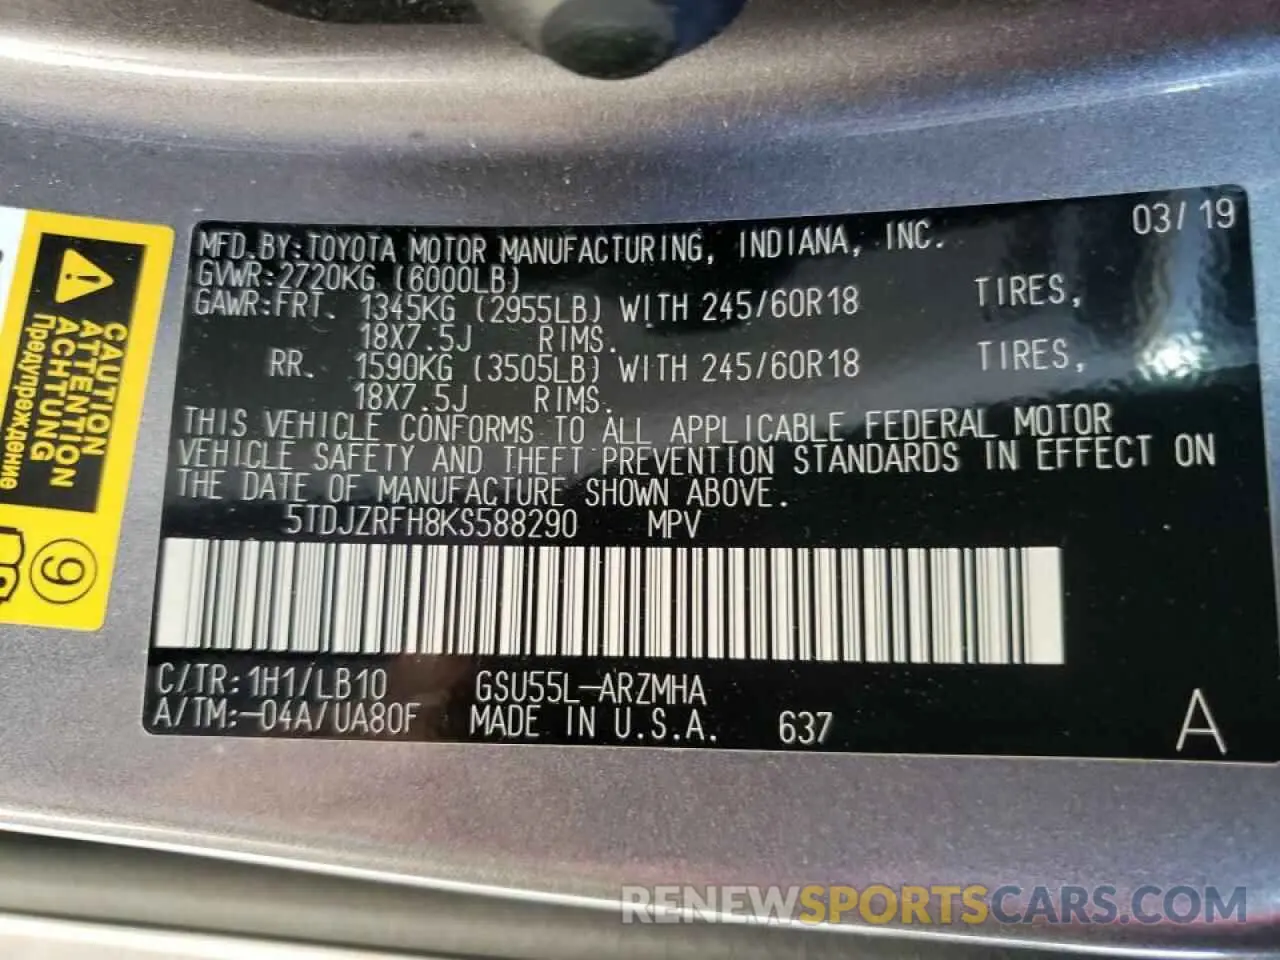 MFD.BY:TOYOTA MOTOR MANUFACTURING, INDIANA, INC. 03/19
GVWR:2720KG (6000LB)
GAWR:FRT. 1345KG (2955LB) WITH 245/60R18 TIRES,
18X7.5J RIMS.
RR. 1590KG (3505LB) WITH 245/60R18 TIRES,
18X7.5J RIMS.
THIS VEHICLE CONFORMS TO ALL APPLICABLE FEDERAL MOTOR
VEHICLE SAFETY AND THEFT PREVENTION STANDARDS IN EFFECT ON
THE DATE OF MANUFACTURE SHOWN ABOVE.
5TDJZRFH8KS588290 MPV
C/TR:1H1/LB10 GSU55L-ARZMHA
A/TM:-04A/UA80F MADE IN U.S.A. 637 A
CAUTION
ATTENTION
ACHTUNG
Предупреждение
9
RENEWSPORTSCARS.COM